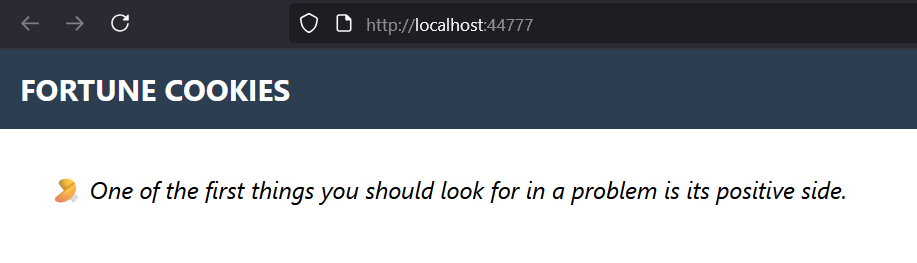 http://localhost:44777
FORTUNE COOKIES
One of the first things you should look for in a problem is its positive side.